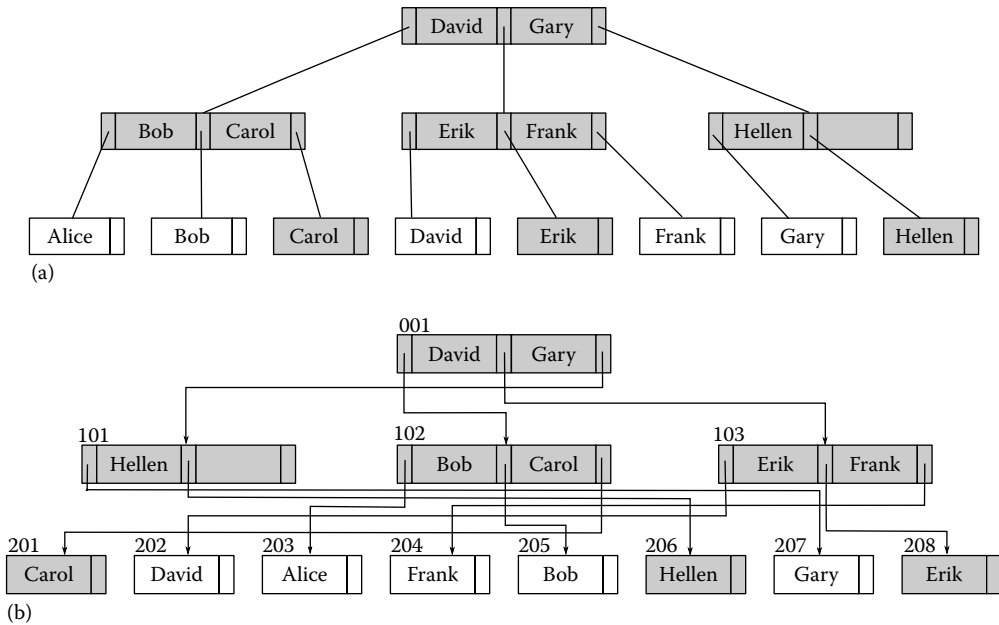 David Gary
Bob Carol Erik Frank Hellen
Alice Bob Carol David Erik Frank Gary Hellen
(a)
001
David Gary
101 102 103
Hellen Bob Carol Erik Frank
201 202 203 204 205 206 207 208
Carol David Alice Frank Bob Hellen Gary Erik
(b)